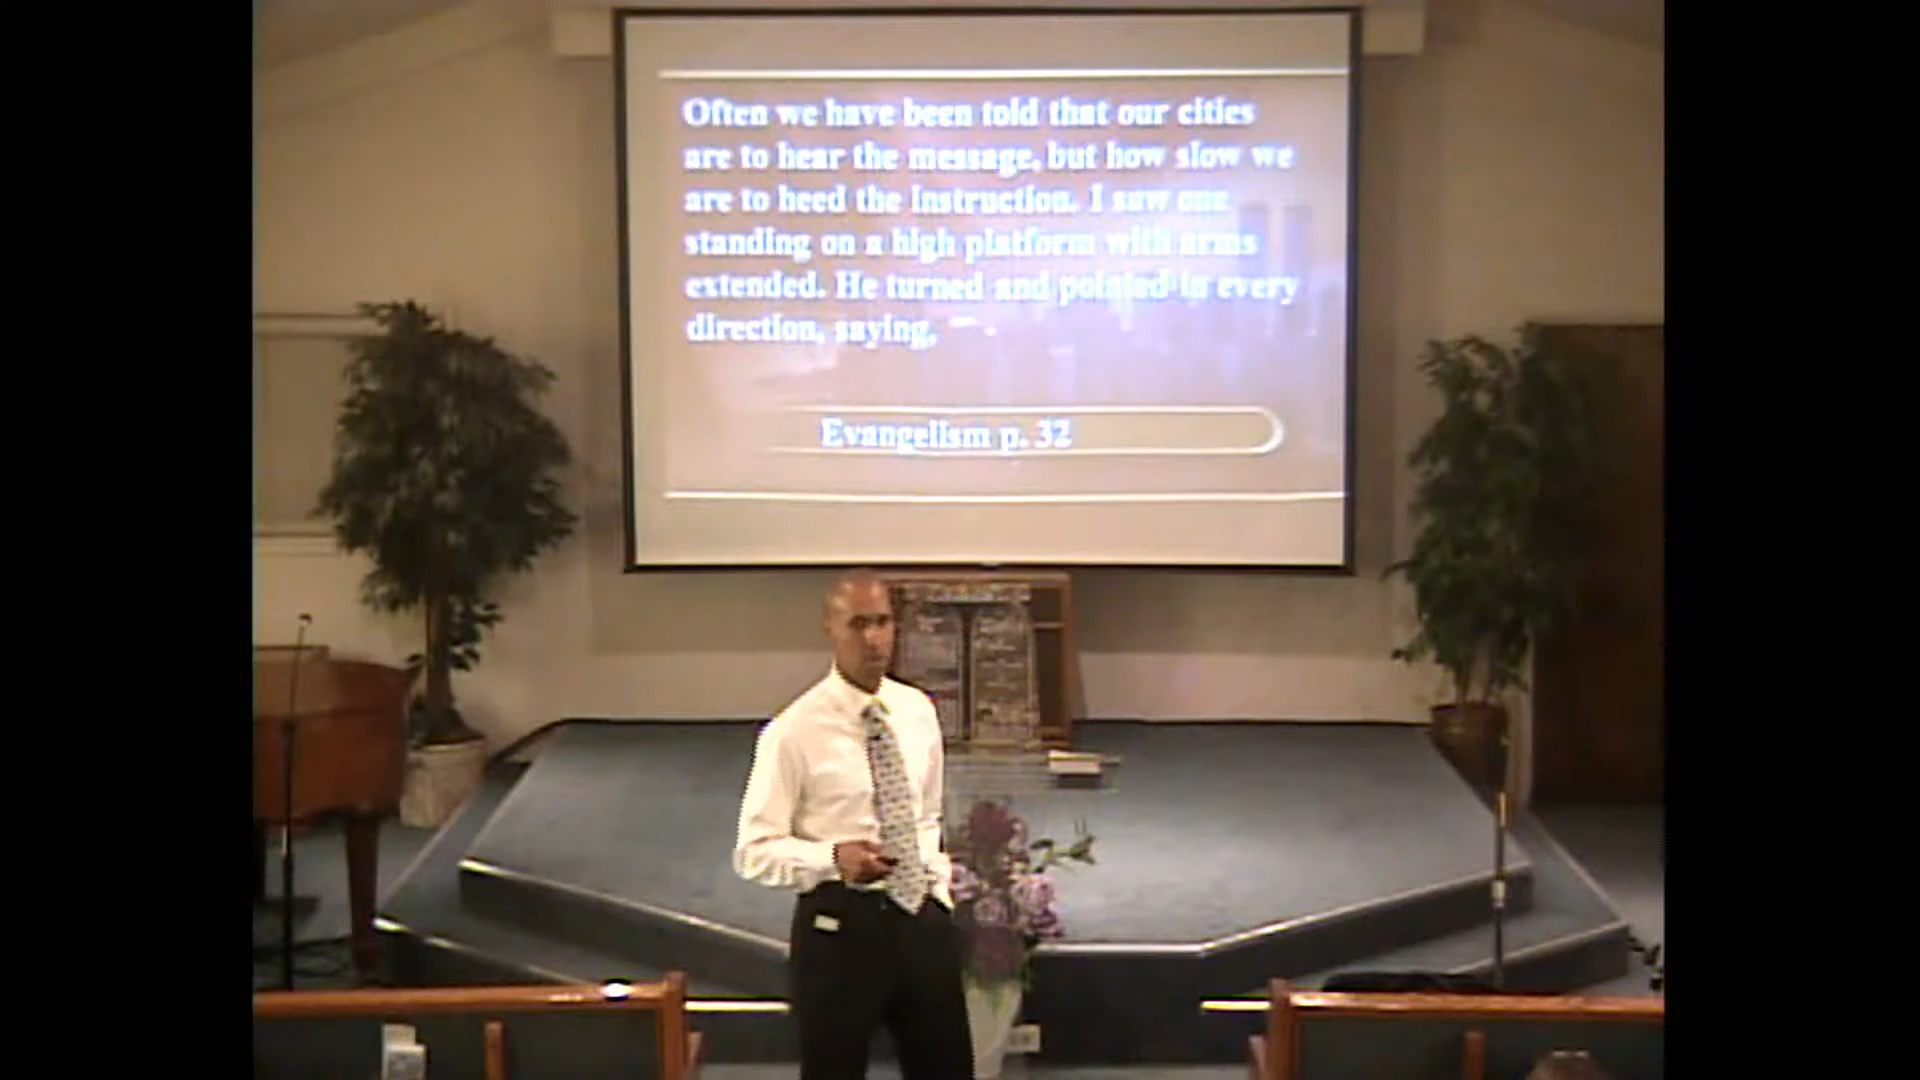 Often we have been told that our cities
are to hear the message, but how slow we
are to heed the instruction. I saw one
standing on a high platform with arms
extended. He turned and pointed in every
direction, saying,
Evangelism p. 32